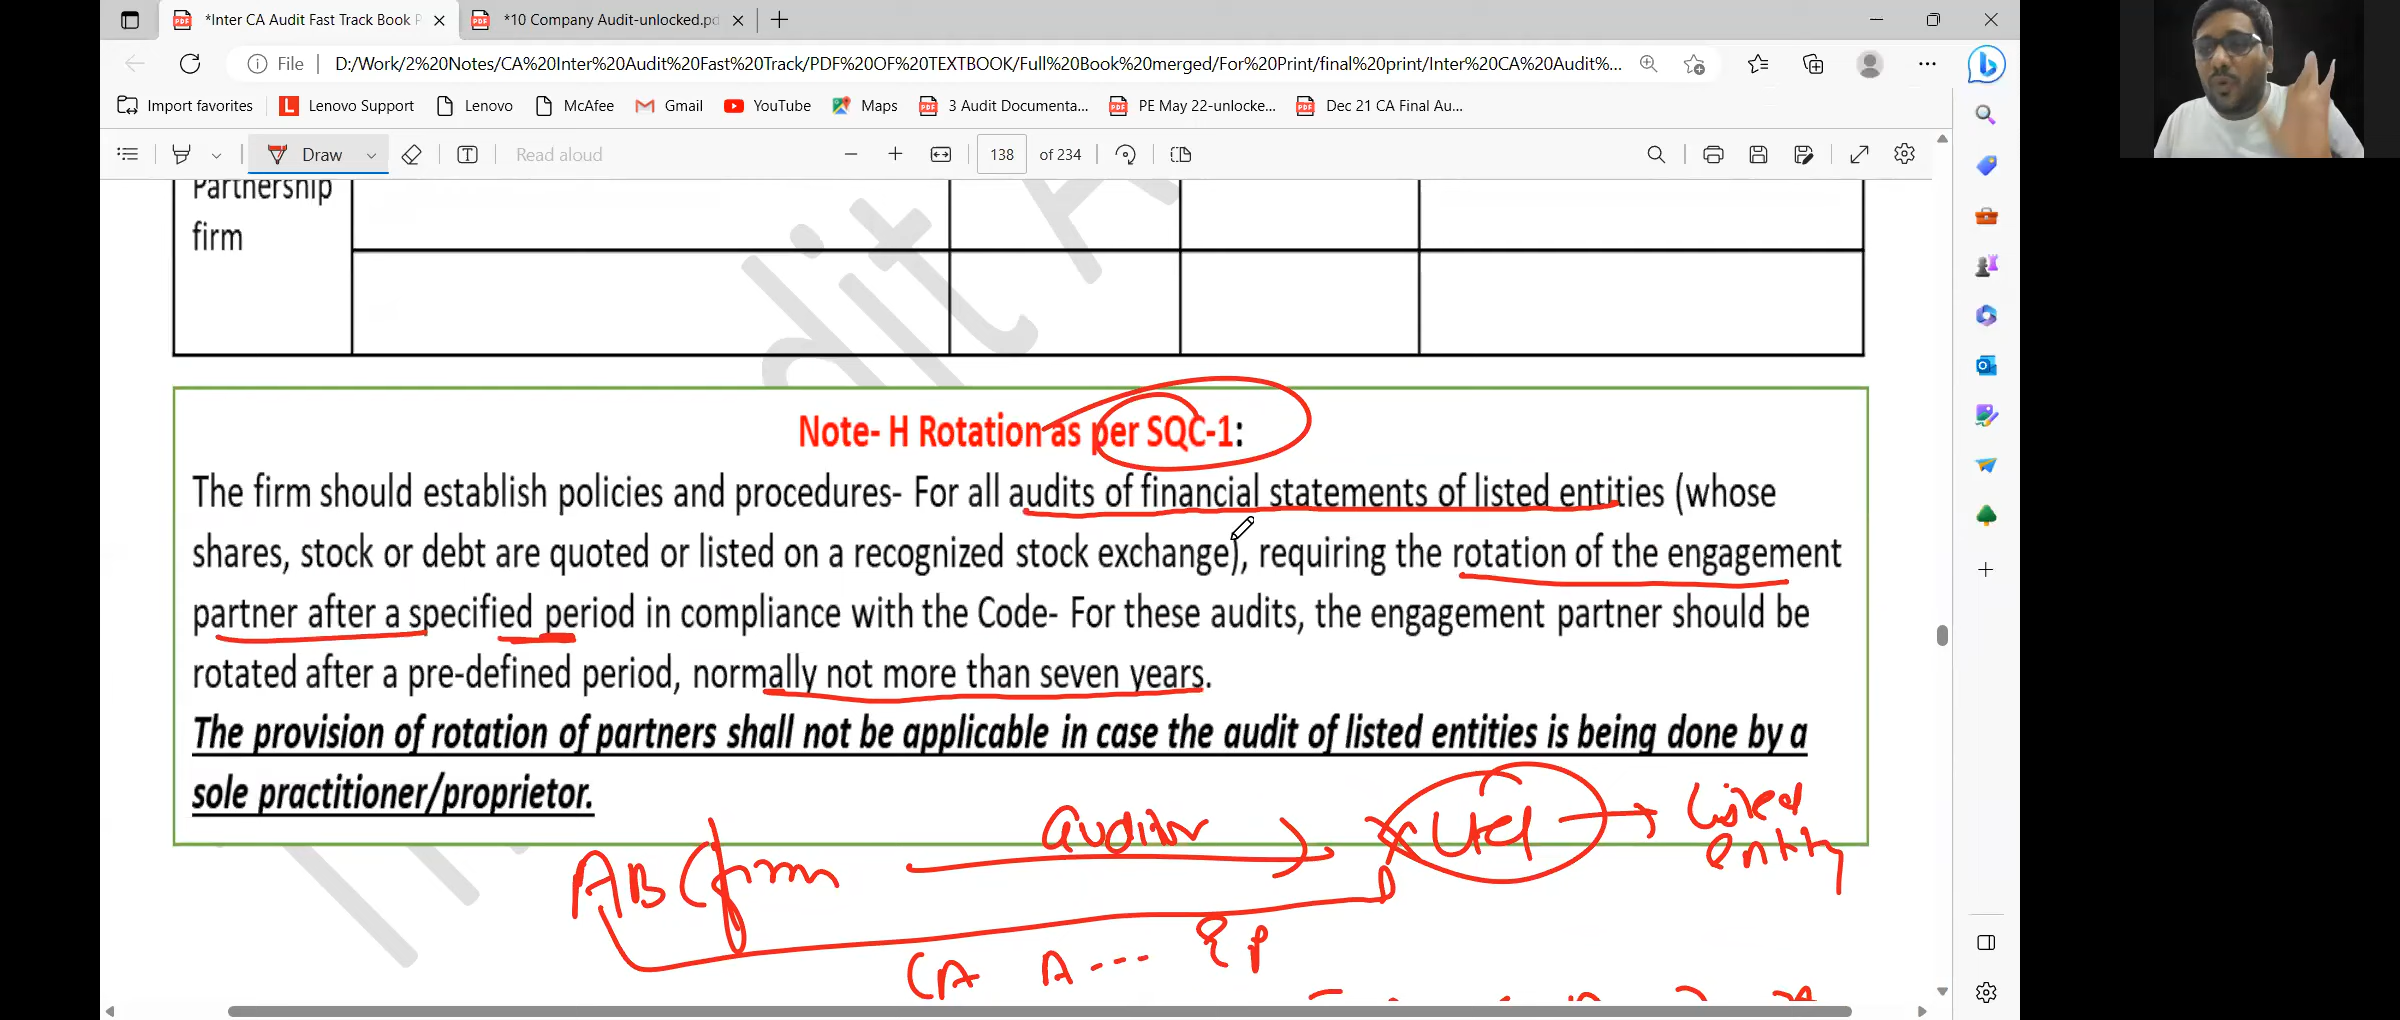 *Inter CA Audit Fast Track Book P
*10 Company Audit-unlocked.pd
File
D:/Work/2%20Notes/CA%20Inter%20Audit%20Fast%20Track/PDF%20OF%20TEXTBOOK/Full%20Book%20merged/For%20Print/final%20print/Inter%20CA%20Audit%...
Import favorites
Lenovo Support
Lenovo
McAfee
Gmail
YouTube
Maps
3 Audit Documenta...
PE May 22-unlocke...
Dec 21 CA Final Au...
Draw
Read aloud
138
of 234
Partnership
firm
Note- H Rotation as per SQC-1:
The firm should establish policies and procedures- For all audits of financial statements of listed entities (whose
shares, stock or debt are quoted or listed on a recognized stock exchange), requiring the rotation of the engagement
partner after a specified period in compliance with the Code- For these audits, the engagement partner should be
rotated after a pre-defined period, normally not more than seven years.
The provision of rotation of partners shall not be applicable in case the audit of listed entities is being done by a
sole practitioner/proprietor.
ABC firm
auditor
X Ltd
Listed
entity
CA A... EP